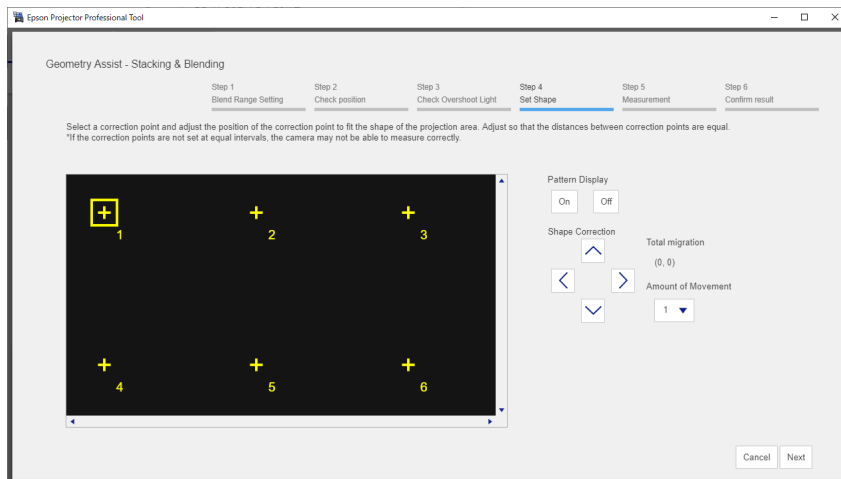 Epson Projector Professional Tool
Geometry Assist - Stacking & Blending
Step 1
Blend Range Setting
Step 2
Check position
Step 3
Check Overshoot Light
Step 4
Set Shape
Step 5
Measurement
Step 6
Confirm result
Select a correction point and adjust the position of the correction point to fit the shape of the projection area. Adjust so that the distances between correction points are equal.
*If the correction points are not set at equal intervals, the camera may not be able to measure correctly.
1
2
3
4
5
6
Pattern Display
On
Off
Shape Correction
Total migration
(0, 0)
Amount of Movement
1
Cancel
Next